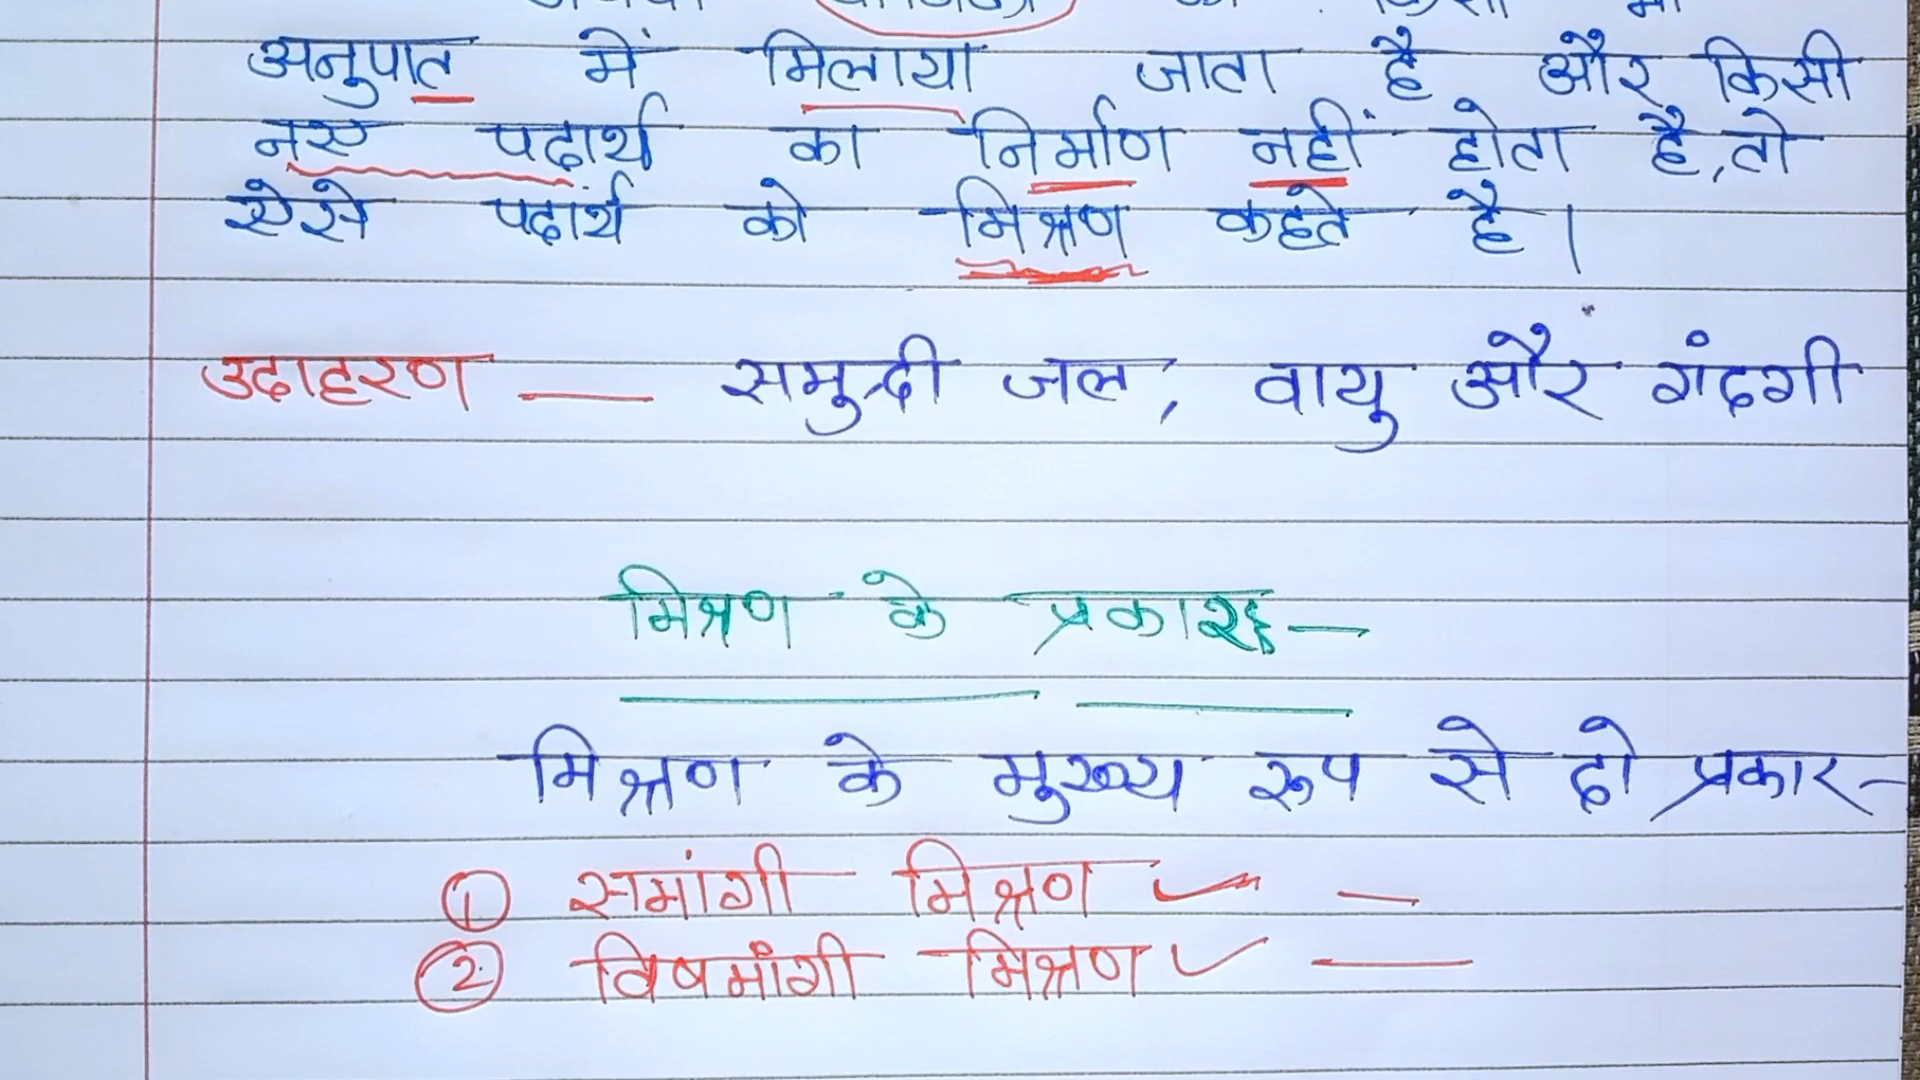 अनुपात में मिलाया जाता है और किसी
नए पदार्थ का निर्माण नहीं होता है, तो
ऐसे पदार्थ को मिश्रण कहते है।
उदाहरण — समुद्री जल, वायु और गंदगी
मिश्रण के प्रकार—
मिश्रण के मुख्य रूप से दो प्रकार-
① समांगी मिश्रण ✓ —
② विषमांगी मिश्रण ✓ —